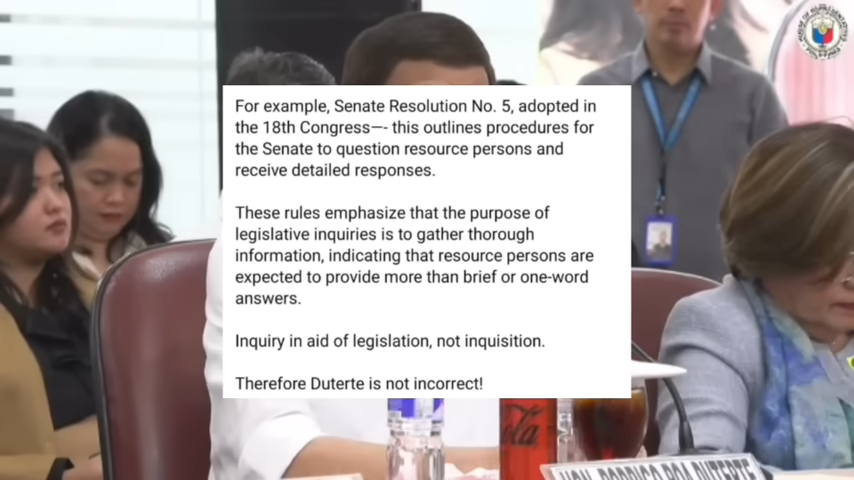 For example, Senate Resolution No. 5, adopted in
the 18th Congress—- this outlines procedures for
the Senate to question resource persons and
receive detailed responses.
These rules emphasize that the purpose of
legislative inquiries is to gather thorough
information, indicating that resource persons are
expected to provide more than brief or one-word
answers.
Inquiry in aid of legislation, not inquisition.
Therefore Duterte is not incorrect!
HON. RODRIGO ROA DUTERTE